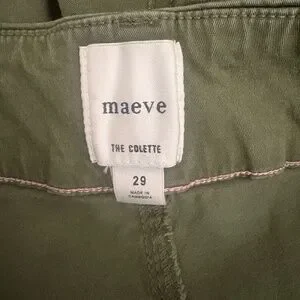 maeve
THE COLETTE
29
MADE IN
CAMBODIA